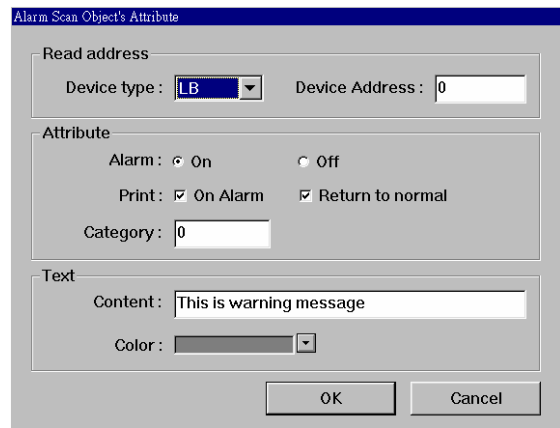 Alarm Scan Object's Attribute
Read address
Device type : LB Device Address : 0
Attribute
Alarm : On Off
Print : On Alarm Return to normal
Category : 0
Text
Content : This is warning message
Color :
OK Cancel